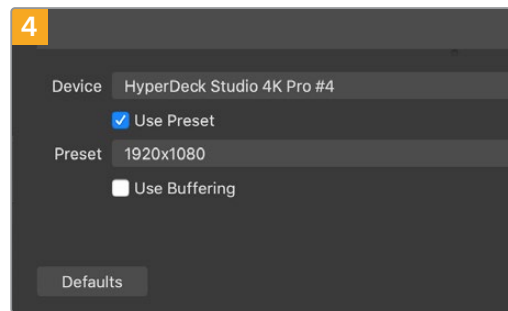 4
Device HyperDeck Studio 4K Pro #4
Use Preset
Preset 1920x1080
Use Buffering
Defaults